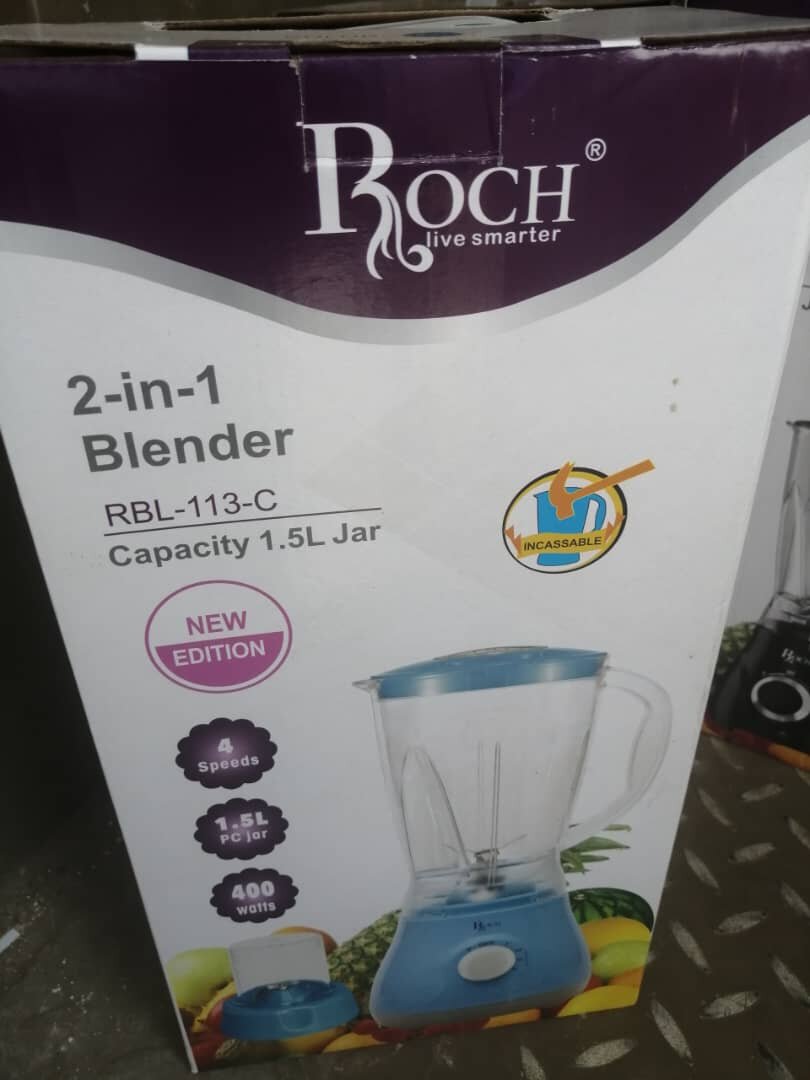 ROCH®
live smarter
2-in-1
Blender
RBL-113-C
Capacity 1.5L Jar
INCASSABLE
NEW
EDITION
4
Speeds
1.5L
PC jar
400
watts
ROCH